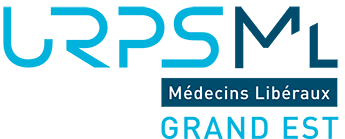 URPSML
Médecins Libéraux
GRAND EST